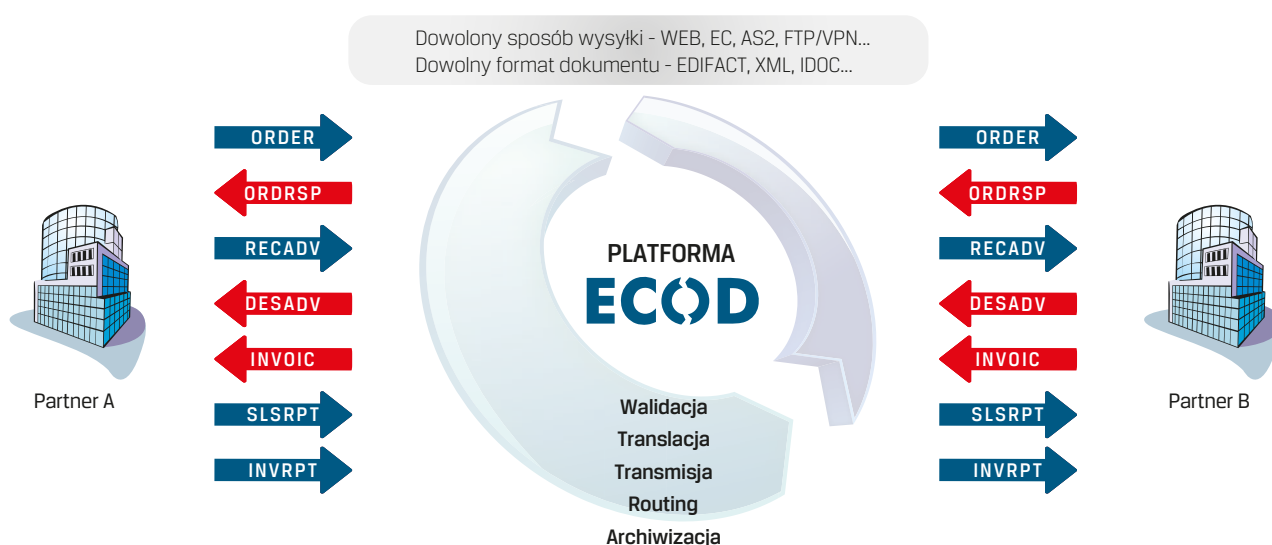 Dowolony sposób wysyłki - WEB, EC, AS2, FTP/VPN...
Dowolny format dokumentu - EDIFACT, XML, IDOC...
ORDER
ORDRSP
RECADV
DESADV
INVOIC
SLSRPT
INVRPT
Partner A
PLATFORMA
ECOD
Walidacja
Translacja
Transmisja
Routing
Archiwizacja
ORDER
ORDRSP
RECADV
DESADV
INVOIC
SLSRPT
INVRPT
Partner B